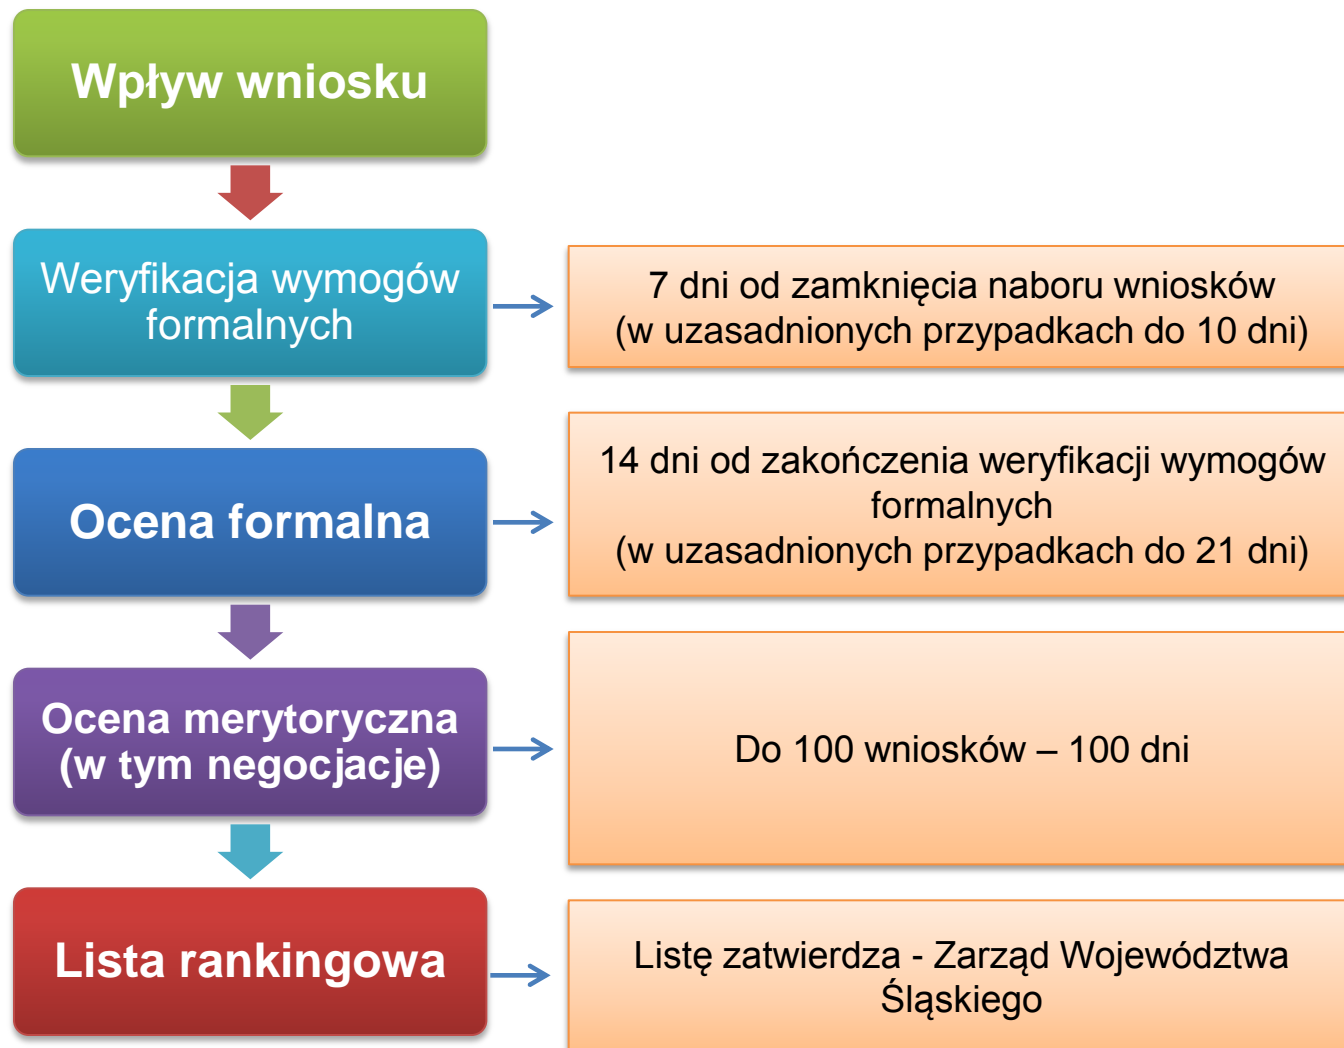 Wpływ wniosku
Weryfikacja wymogów
formalnych
7 dni od zamknięcia naboru wniosków
(w uzasadnionych przypadkach do 10 dni)
Ocena formalna
14 dni od zakończenia weryfikacji wymogów
formalnych
(w uzasadnionych przypadkach do 21 dni)
Ocena merytoryczna
(w tym negocjacje)
Do 100 wniosków – 100 dni
Lista rankingowa
Listę zatwierdza - Zarząd Województwa
Śląskiego